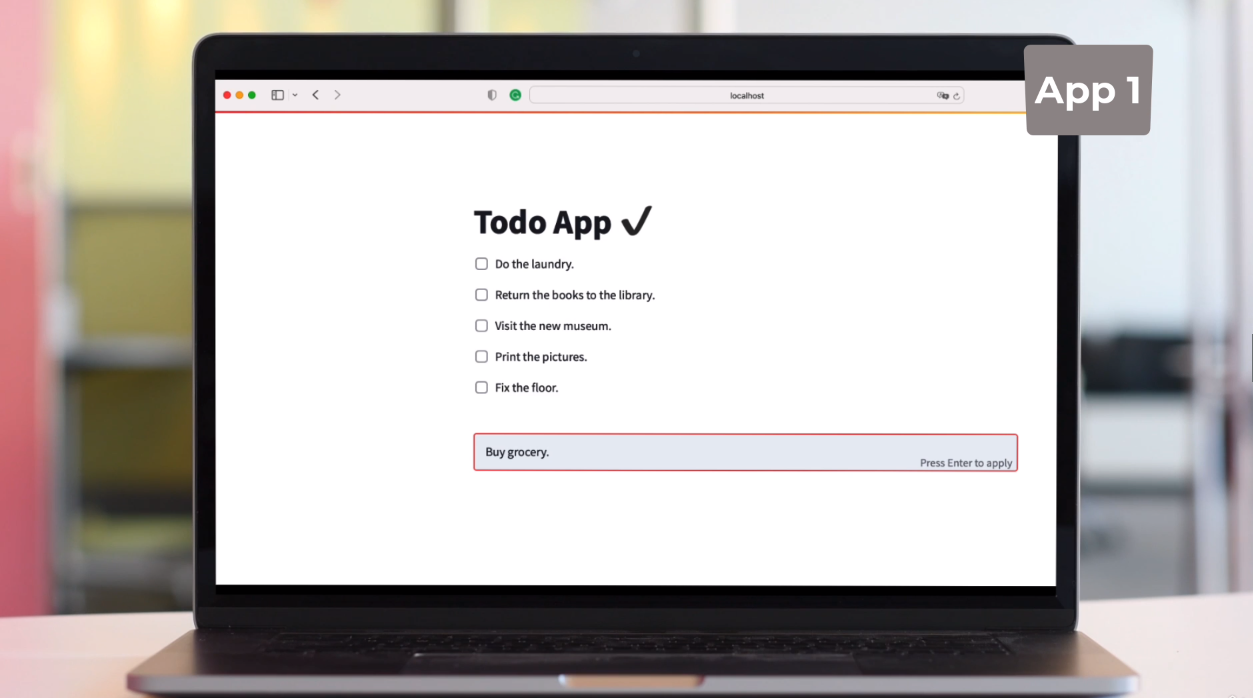 App 1
localhost
Todo App ✔
Do the laundry.
Return the books to the library.
Visit the new museum.
Print the pictures.
Fix the floor.
Buy grocery.
Press Enter to apply